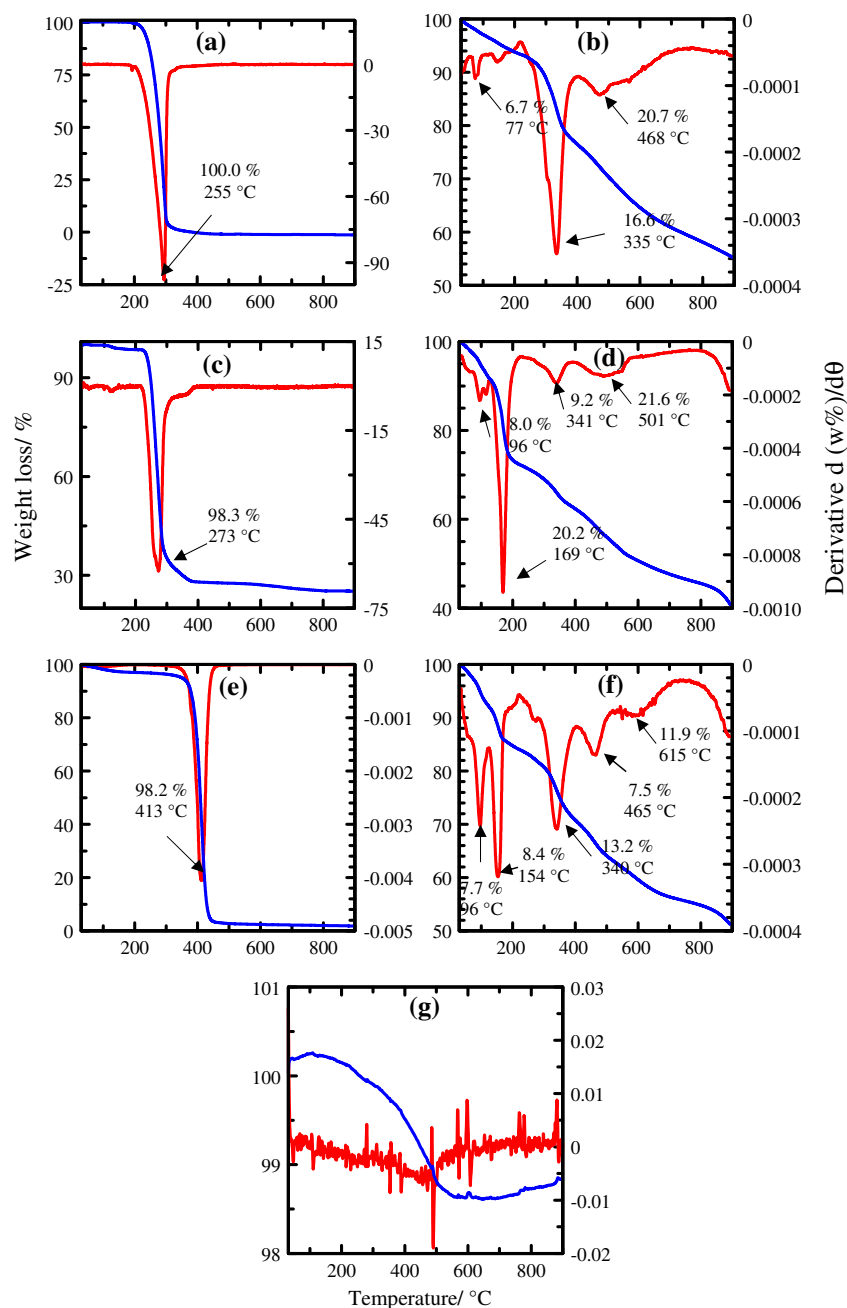 (a)
100
75
50
25
0
-25
0
-30
-60
-90
200 400 600 800
100.0 %
255 °C
(b)
100
90
80
70
60
50
0
-0.0001
-0.0002
-0.0003
-0.0004
200 400 600 800
6.7 %
77 °C
20.7 %
468 °C
16.6 %
335 °C
(c)
90
60
30
15
-15
-45
-75
200 400 600 800
98.3 %
273 °C
(d)
100
90
80
70
60
50
40
0
-0.0002
-0.0004
-0.0006
-0.0008
-0.0010
200 400 600 800
8.0 %
96 °C
9.2 %
341 °C
21.6 %
501 °C
20.2 %
169 °C
Weight loss/ %
Derivative d (w%)/dθ
(e)
100
80
60
40
20
0
0
-0.001
-0.002
-0.003
-0.004
-0.005
200 400 600 800
98.2 %
413 °C
(f)
100
90
80
70
60
50
0
-0.0001
-0.0002
-0.0003
-0.0004
200 400 600 800
11.9 %
615 °C
7.5 %
465 °C
13.2 %
340 °C
8.4 %
154 °C
7.7 %
96 °C
(g)
101
100
99
98
0.03
0.02
0.01
0
-0.01
-0.02
200 400 600 800
Temperature/ °C